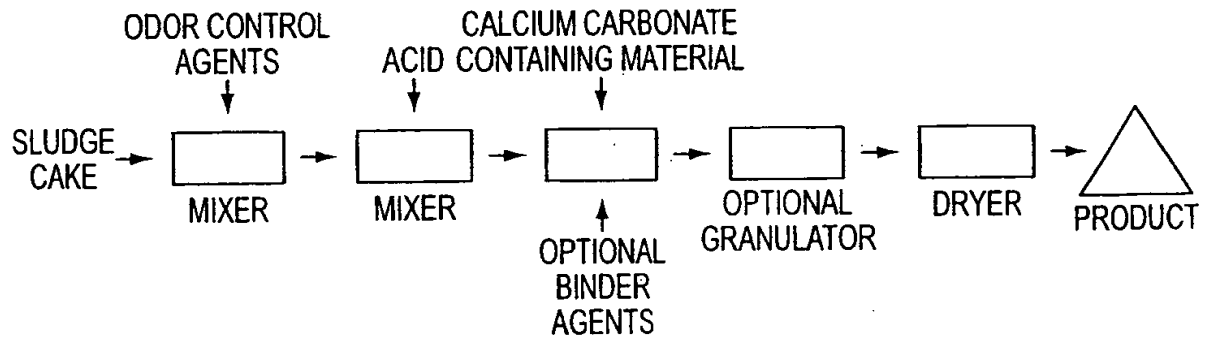 ODOR CONTROL
AGENTS
ACID
CALCIUM CARBONATE
CONTAINING MATERIAL
SLUDGE
CAKE
MIXER
MIXER
OPTIONAL
BINDER
AGENTS
OPTIONAL
GRANULATOR
DRYER
PRODUCT